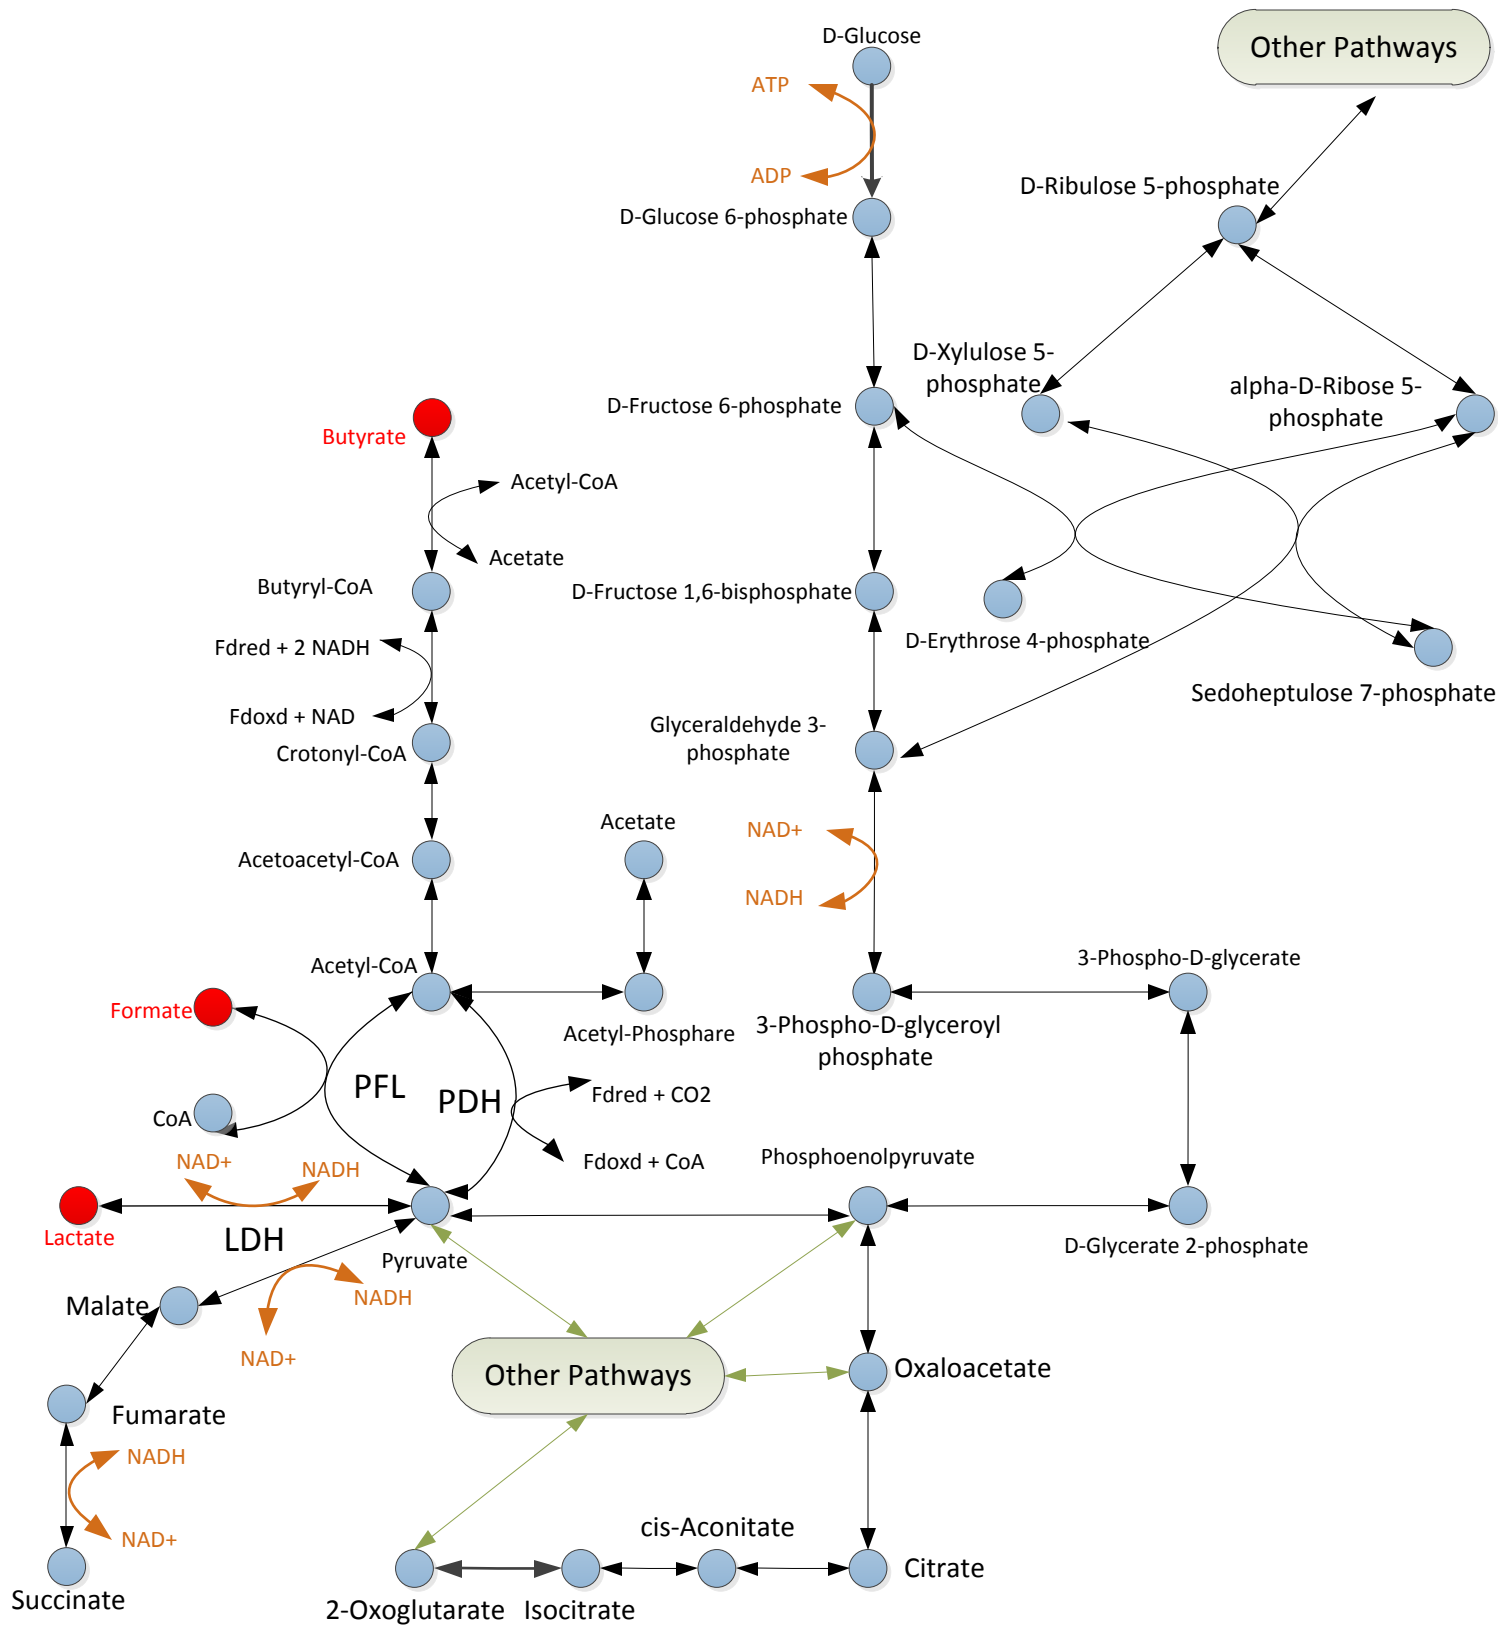 D-Glucose
Other Pathways
ATP
ADP
D-Ribulose 5-phosphate
D-Glucose 6-phosphate
D-Xylulose 5-
phosphate
alpha-D-Ribose 5-
phosphate
D-Fructose 6-phosphate
Butyrate
Acetyl-CoA
Acetate
Butyryl-CoA
D-Fructose 1,6-bisphosphate
D-Erythrose 4-phosphate
Fdred + 2 NADH
Sedoheptulose 7-phosphate
Fdoxd + NAD
Glyceraldehyde 3-
phosphate
Crotonyl-CoA
Acetate
NAD+
Acetoacetyl-CoA
NADH
Acetyl-CoA
3-Phospho-D-glycerate
Formate
Acetyl-Phosphare
3-Phospho-D-glyceroyl
phosphate
PFL
PDH
Fdred + CO2
CoA
NAD+
NADH
Fdoxd + CoA
Phosphoenolpyruvate
Lactate
LDH
Pyruvate
D-Glycerate 2-phosphate
Malate
NADH
NAD+
Other Pathways
Oxaloacetate
Fumarate
NADH
NAD+
cis-Aconitate
Citrate
Succinate
2-Oxoglutarate
Isocitrate